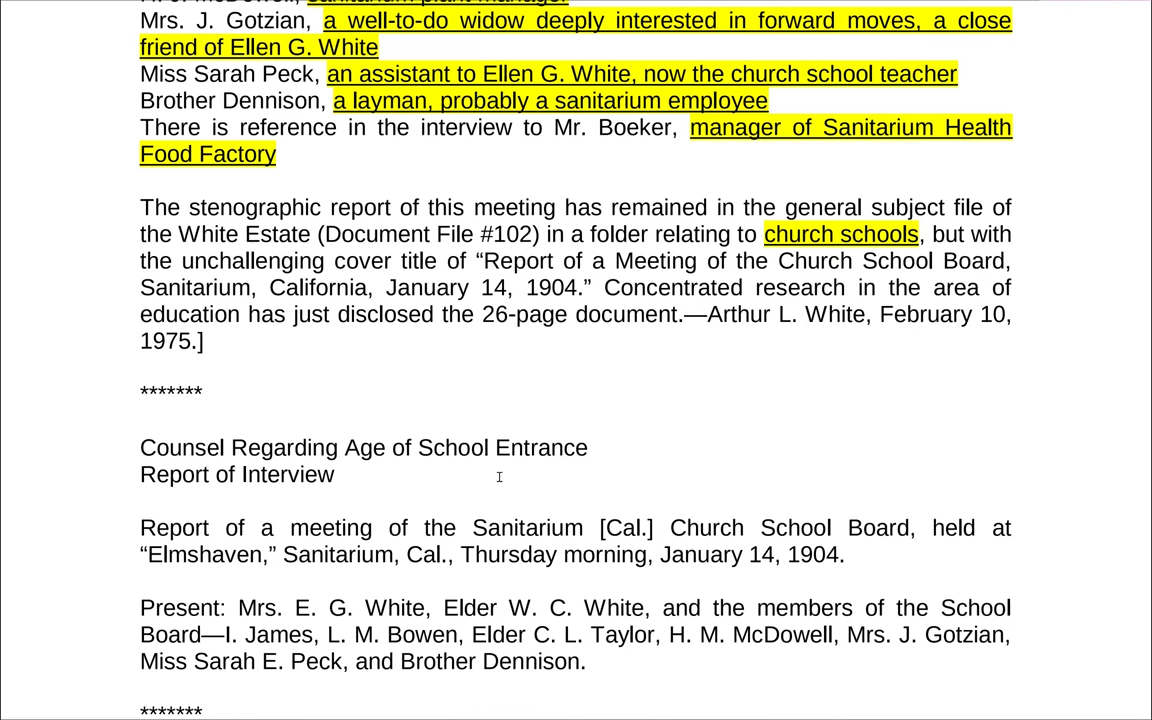 Mrs. J. Gotzian, a well-to-do widow deeply interested in forward moves, a close
friend of Ellen G. White
Miss Sarah Peck, an assistant to Ellen G. White, now the church school teacher
Brother Dennison, a layman, probably a sanitarium employee
There is reference in the interview to Mr. Boeker, manager of Sanitarium Health
Food Factory
The stenographic report of this meeting has remained in the general subject file of
the White Estate (Document File #102) in a folder relating to church schools, but with
the unchallenging cover title of “Report of a Meeting of the Church School Board,
Sanitarium, California, January 14, 1904.” Concentrated research in the area of
education has just disclosed the 26-page document.—Arthur L. White, February 10,
1975.]
*******
Counsel Regarding Age of School Entrance
Report of Interview
Report of a meeting of the Sanitarium [Cal.] Church School Board, held at
“Elmshaven,” Sanitarium, Cal., Thursday morning, January 14, 1904.
Present: Mrs. E. G. White, Elder W. C. White, and the members of the School
Board—I. James, L. M. Bowen, Elder C. L. Taylor, H. M. McDowell, Mrs. J. Gotzian,
Miss Sarah E. Peck, and Brother Dennison.
*******